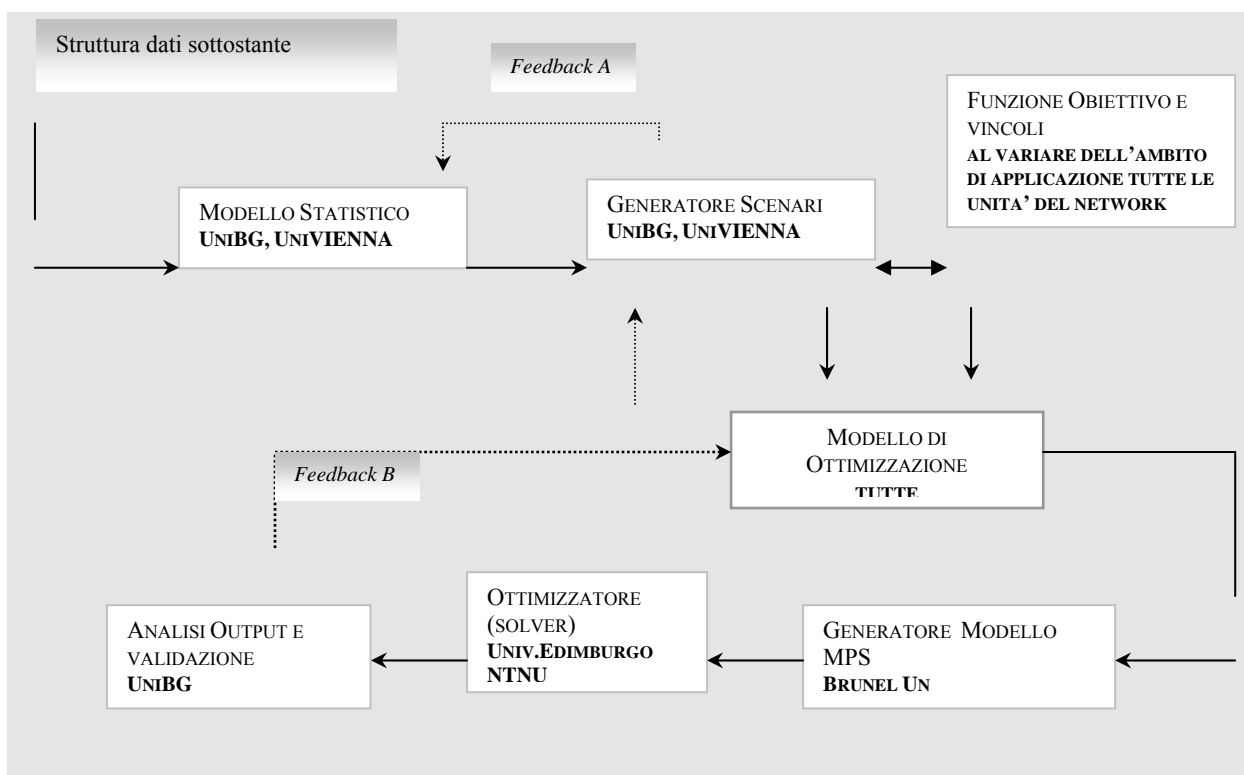 Struttura dati sottostante
Feedback A
FUNZIONE OBIETTIVO E
VINCOLI
AL VARIARE DELL'AMBITO
DI APPLICAZIONE TUTTE LE
UNITA' DEL NETWORK
MODELLO STATISTICO
UNIBG, UNIVIENNA
GENERATORE SCENARI
UNIBG, UNIVIENNA
MODELLO DI
OTTIMIZZAZIONE
TUTTE
Feedback B
ANALISI OUTPUT E
VALIDAZIONE
UNIBG
OTTIMIZZATORE
(SOLVER)
UNIV.EDIMBURGO
NTNU
GENERATORE MODELLO
MPS
BRUNEL UN